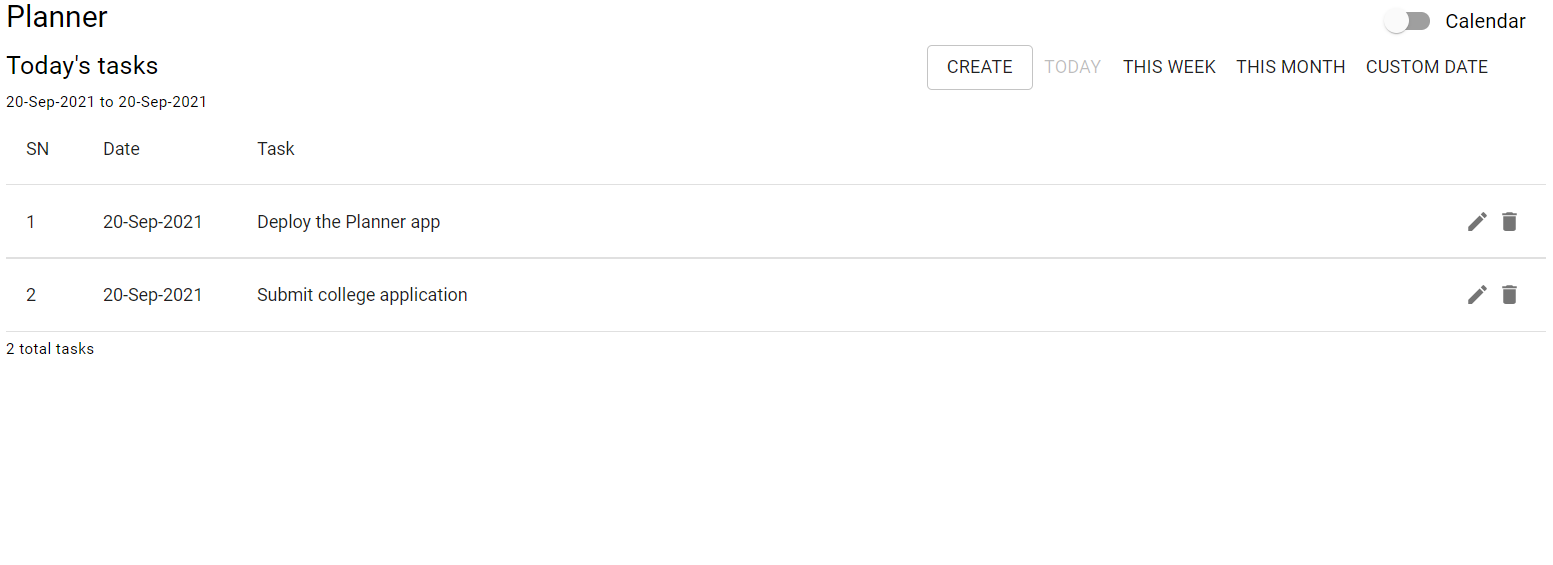 Planner
Calendar
Today's tasks
CREATE TODAY THIS WEEK THIS MONTH CUSTOM DATE
20-Sep-2021 to 20-Sep-2021
SN Date Task
1 20-Sep-2021 Deploy the Planner app
2 20-Sep-2021 Submit college application
2 total tasks